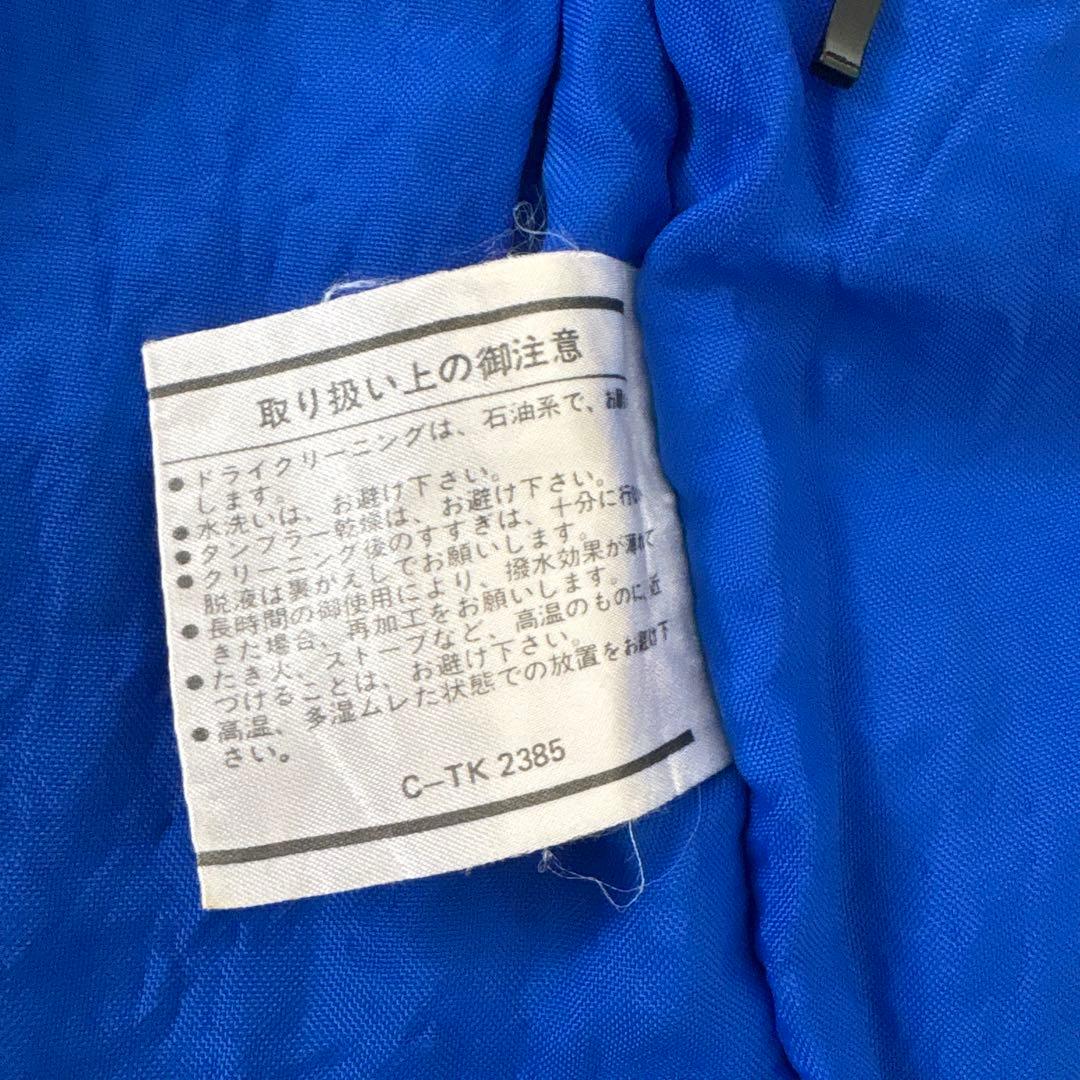 取り扱い上の御注意
●ドライクリーニングは、石油系で、お願
します。
●水洗いは、お避け下さい。
●タンブラー乾燥は、お避け下さい。
●クリーニング後のすすぎは、十分に行い
脱液は裏がえしてお願いします。
●長時間の御使用により、撥水効果が薄れて
きた場合、再加工をお願いします。
●たき火、ストーブなど、高温のものに近
つけることは、お避け下さい。
●高温、多湿ムレた状態での放置をお避け下
さい。
C-TK 2385